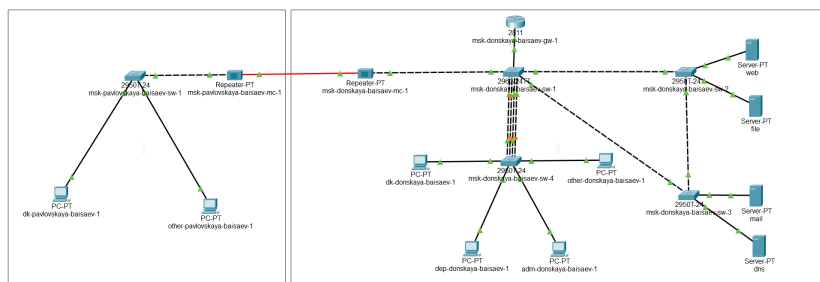 2811
msk-donskaya-baisaev-gw-1
2950T-24
msk-pavlovskaya-baisaev-sw-1
Repeater-PT
msk-pavlovskaya-baisaev-mc-1
Repeater-PT
msk-donskaya-baisaev-mc-1
msk-donskaya-baisaev-sw-1
2950T-24
msk-donskaya-baisaev-sw-2
Server-PT
web
Server-PT
file
PC-PT
dk-donskaya-baisaev-1
2950T-24
msk-donskaya-baisaev-sw-4
PC-PT
other-donskaya-baisaev-1
PC-PT
dk-pavlovskaya-baisaev-1
PC-PT
other-pavlovskaya-baisaev-1
2950T-24
msk-donskaya-baisaev-sw-3
Server-PT
mail
PC-PT
dep-donskaya-baisaev-1
PC-PT
adm-donskaya-baisaev-1
Server-PT
dns